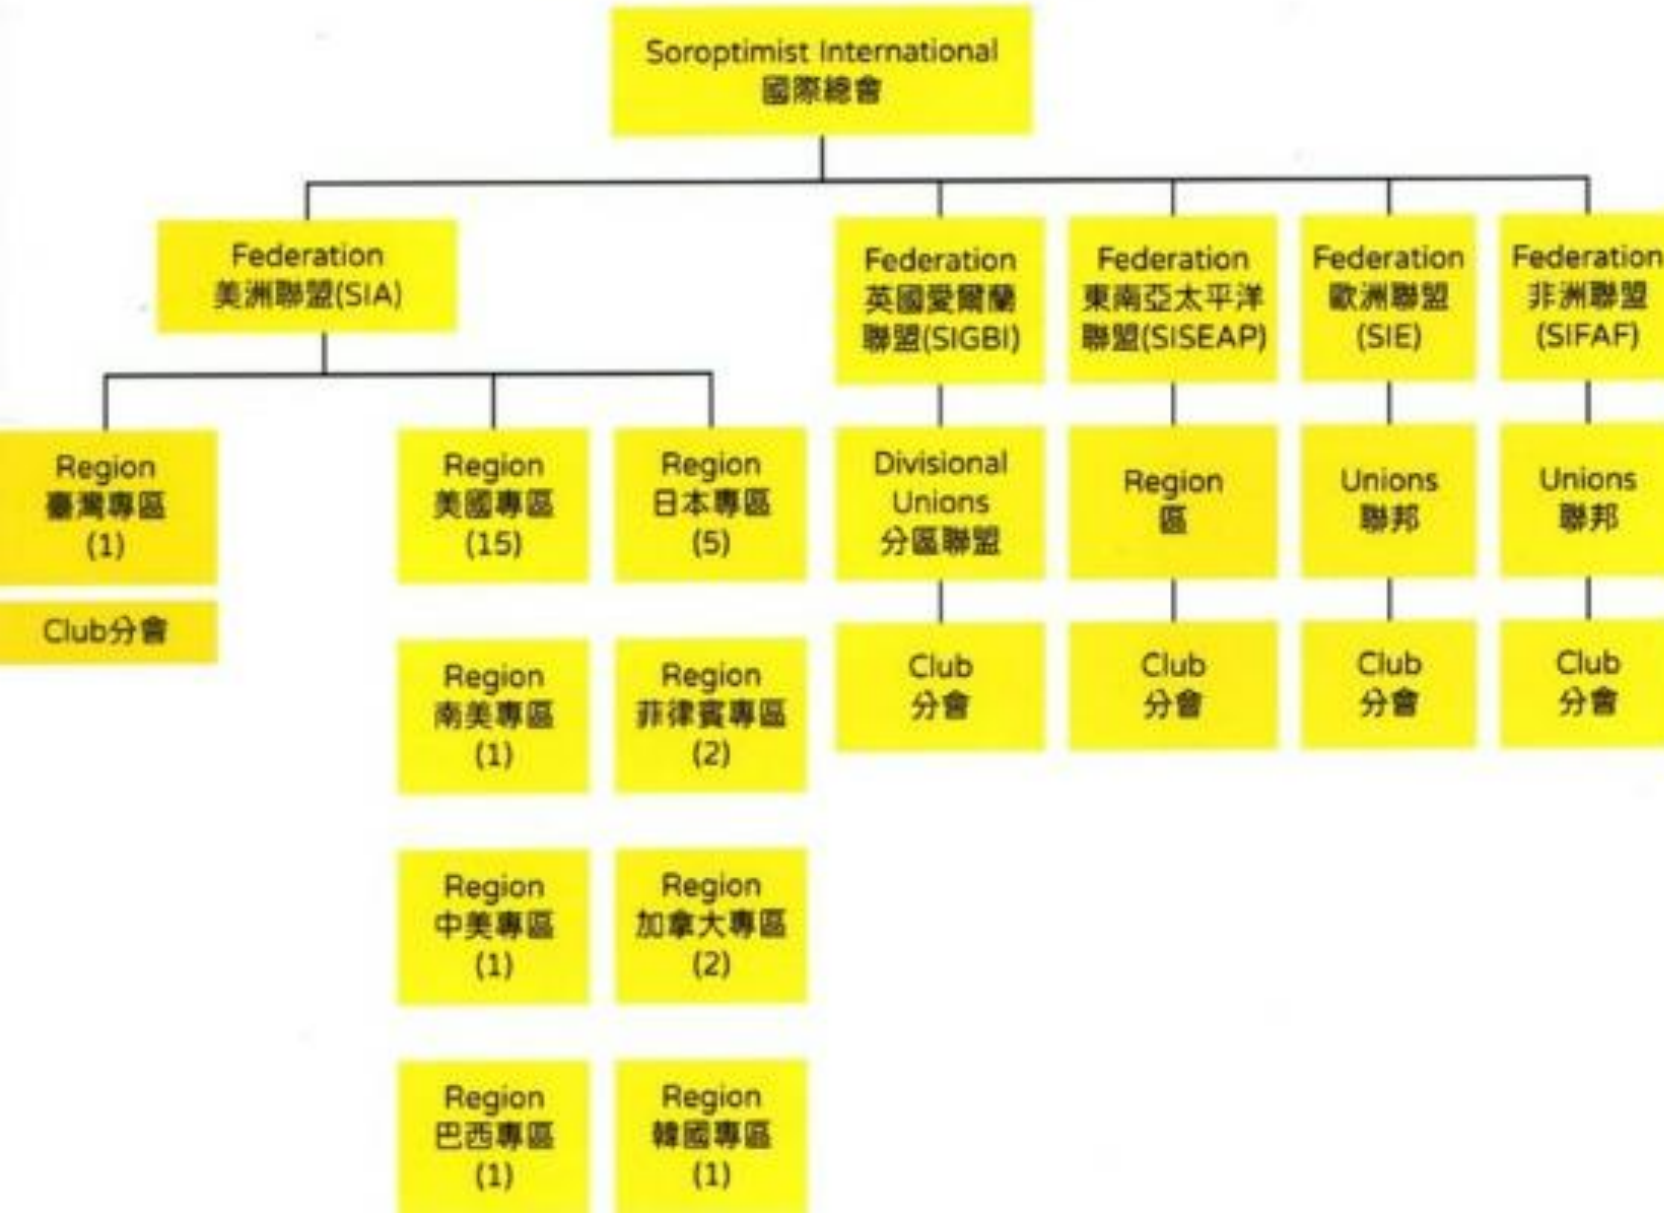 Soroptimist International
國際總會
Federation
美洲聯盟(SIA)
Federation
英國愛爾蘭
聯盟(SIGBI)
Federation
東南亞太平洋
聯盟(SISEAP)
Federation
歐洲聯盟
(SIE)
Federation
非洲聯盟
(SIFAF)
Region
臺灣專區
(1)
Region
美國專區
(15)
Region
日本專區
(5)
Divisional
Unions
分區聯盟
Region
區
Unions
聯邦
Unions
聯邦
Club分會
Region
南美專區
(1)
Region
菲律賓專區
(2)
Club
分會
Club
分會
Club
分會
Club
分會
Region
中美專區
(1)
Region
加拿大專區
(2)
Region
巴西專區
(1)
Region
韓國專區
(1)